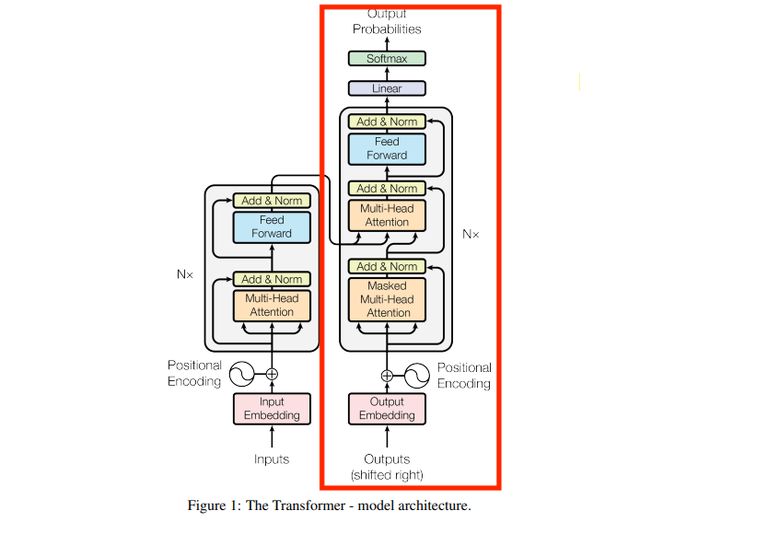 Output
Probabilities
Softmax
Linear
Add & Norm
Feed
Forward
Add & Norm
Multi-Head
Attention
Add & Norm
Masked
Multi-Head
Attention
N×
Positional
Encoding
Output
Embedding
Outputs
(shifted right)
Add & Norm
Feed
Forward
Add & Norm
Multi-Head
Attention
N×
Positional
Encoding
Input
Embedding
Inputs
Figure 1: The Transformer - model architecture.